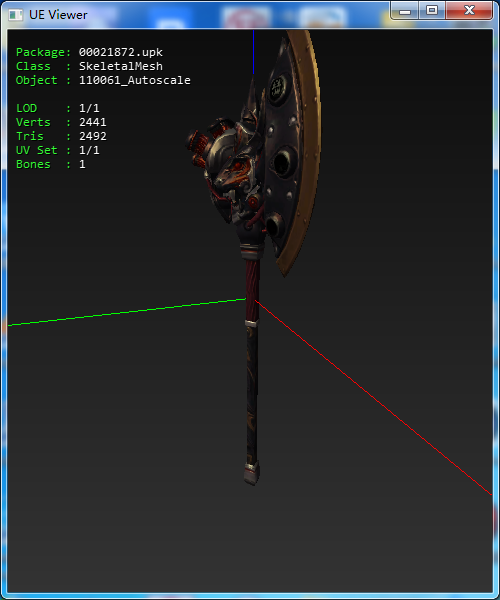 UE Viewer
Package: 00021872.upk
Class : SkeletalMesh
Object : 110061_Autoscale
LOD : 1/1
Verts : 2441
Tris : 2492
UV Set : 1/1
Bones : 1